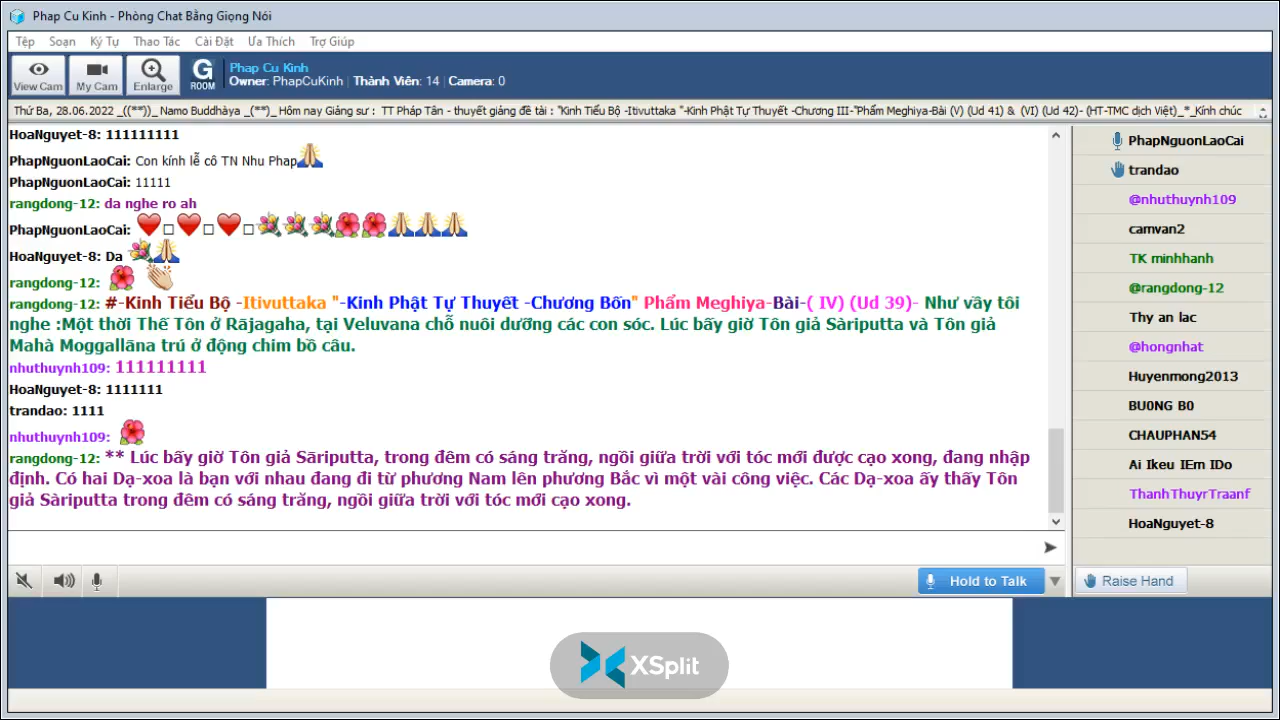 Phap Cu Kinh - Phòng Chat Bằng Giọng Nói
Tệp Soạn Ký Tự Thao Tác Cài Đặt Ưa Thích Trợ Giúp
View Cam My Cam Enlarge G ROOM
Phap Cu Kinh
Owner: PhapCuKinh | Thành Viên: 14 | Camera: 0
Thứ Ba, 28.06.2022 _((**))_ Namo Buddhàya _(**)_ Hôm nay Giảng sư : TT Pháp Tân - thuyết giảng đề tài : "Kinh Tiểu Bộ -Itivuttaka "-Kinh Phật Tự Thuyết -Chương III-"Phẩm Meghiya-Bài (V) (Ud 41) & (VI) (Ud 42)- (HT-TMC dịch Việt)_*_Kính chúc
HoaNguyet-8: 111111111
PhapNguonLaoCai: Con kính lễ cô TN Nhu Phap
PhapNguonLaoCai: 11111
rangdong-12: da nghe ro ah
PhapNguonLaoCai:
HoaNguyet-8: Da
rangdong-12:
rangdong-12: #-Kinh Tiểu Bộ -Itivuttaka "-Kinh Phật Tự Thuyết -Chương Bốn" Phẩm Meghiya-Bài-( IV) (Ud 39)- Như vầy tôi
nghe :Một thời Thế Tôn ở Rājagaha, tại Veluvana chỗ nuôi dưỡng các con sóc. Lúc bấy giờ Tôn giả Sàriputta và Tôn giả
Mahà Moggallāna trú ở động chim bồ câu.
nhuthuynh109: 111111111
HoaNguyet-8: 1111111
trandao: 1111
nhuthuynh109:
rangdong-12: ** Lúc bấy giờ Tôn giả Sāriputta, trong đêm có sáng trăng, ngồi giữa trời với tóc mới được cạo xong, đang nhập
định. Có hai Dạ-xoa là bạn với nhau đang đi từ phương Nam lên phương Bắc vì một vài công việc. Các Dạ-xoa ấy thấy Tôn
giả Sàriputta trong đêm có sáng trăng, ngồi giữa trời với tóc mới cạo xong.
PhapNguonLaoCai
trandao
@nhuthuynh109
camvan2
TK minhhanh
@rangdong-12
Thy an lac
@hongnhat
Huyenmong2013
BU0NG B0
CHAUPHAN54
Ai Ikeu IEm IDo
ThanhThuyrTraanf
HoaNguyet-8
Hold to Talk
Raise Hand
XSplit